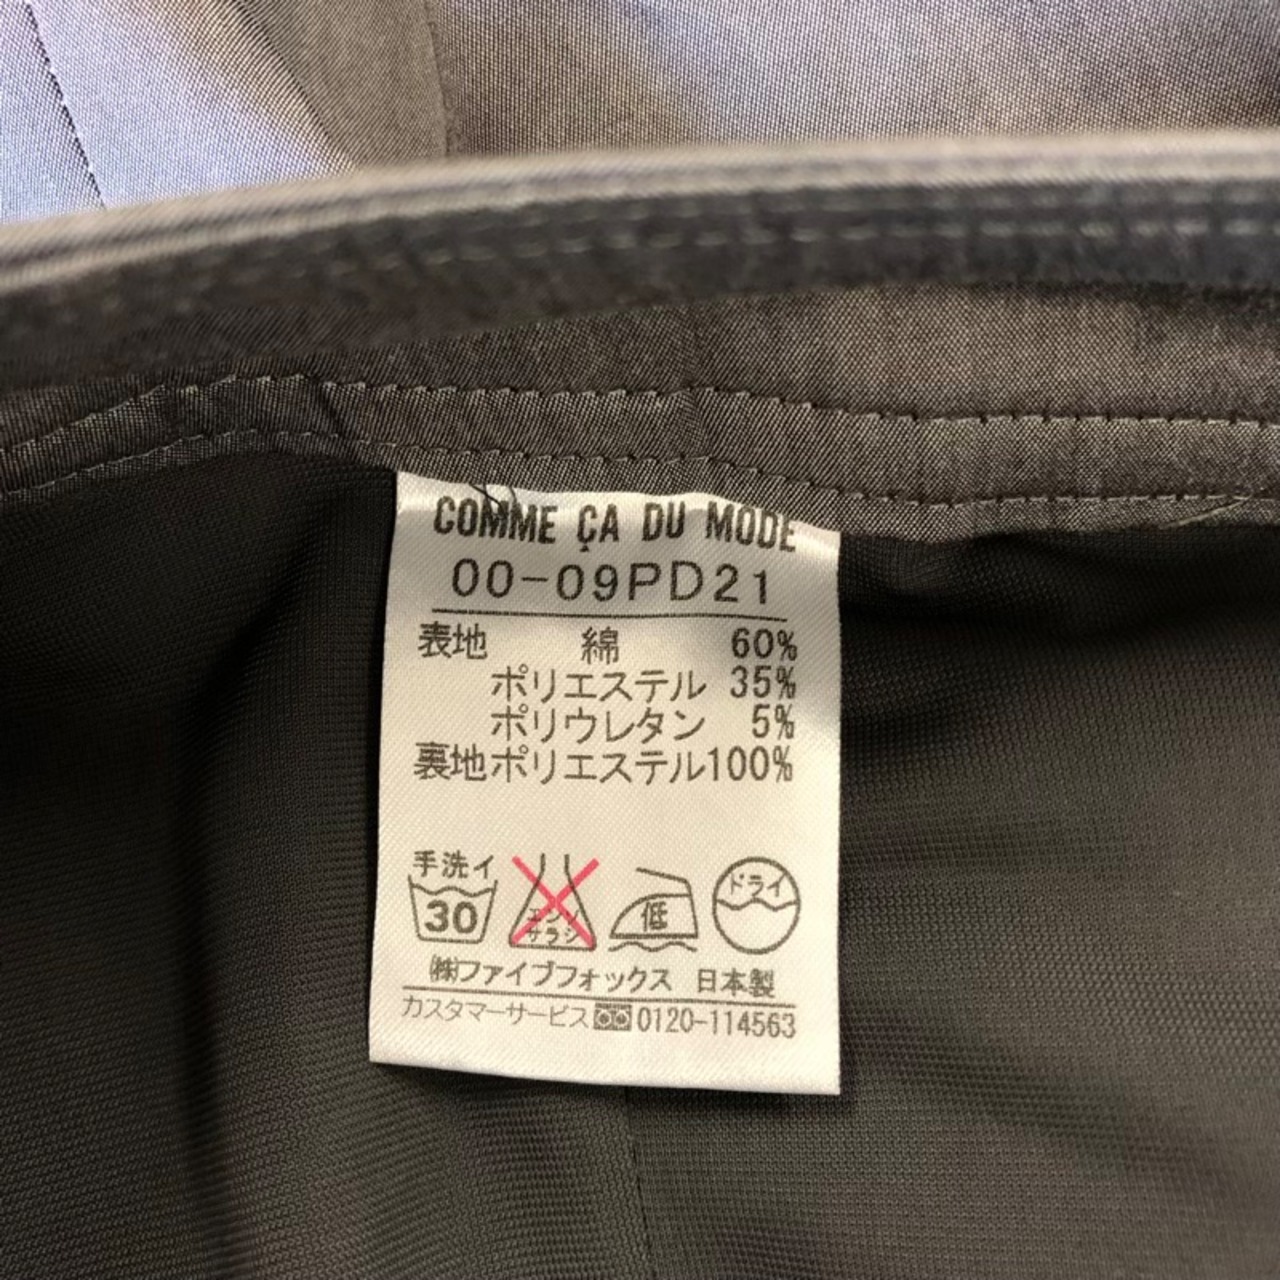 COMME ÇA DU MODE
00-09PD21
表地 綿 60%
ポリエステル 35%
ポリウレタン 5%
裏地ポリエステル100%
手洗イ エンソ 低 ドライ
30 サラシ
㈱ファイブフォックス 日本製
カスタマーサービス 0120-114563